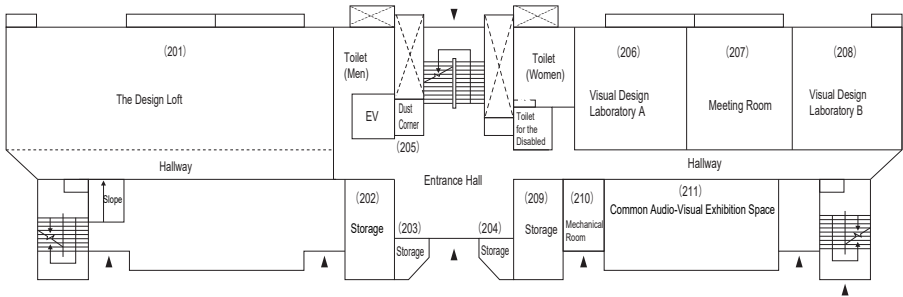 (201)
The Design Loft
Toilet
(Men)
EV
Dust
Corner
(205)
Toilet
(Women)
Toilet
for the
Disabled
(206)
Visual Design
Laboratory A
(207)
Meeting Room
(208)
Visual Design
Laboratory B
Hallway
Entrance Hall
Hallway
Slope
(202)
Storage
(203)
Storage
(204)
Storage
(209)
Storage
(210)
Mechanical
Room
(211)
Common Audio-Visual Exhibition Space